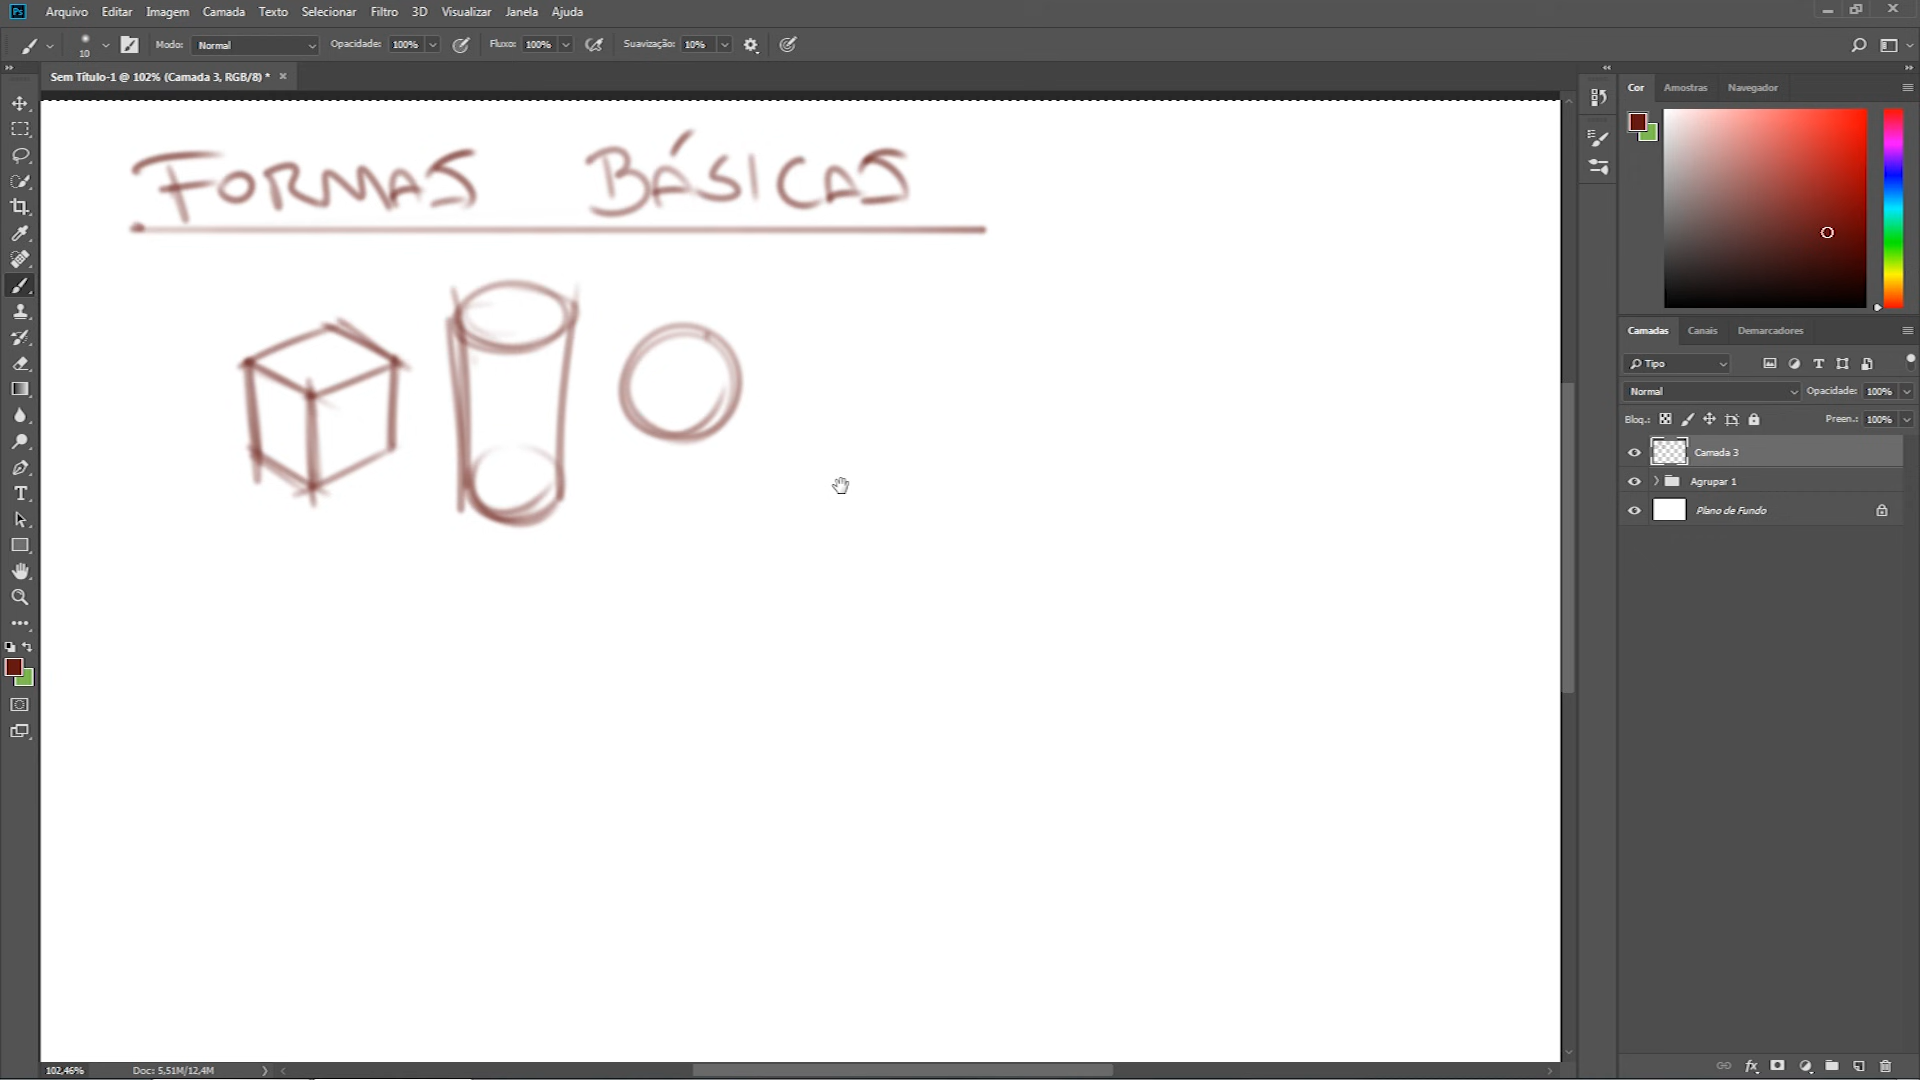 Ps Arquivo Editar Imagem Camada Texto Selecionar Filtro 3D Visualizar Janela Ajuda
10 Modo: Normal Opacidade: 100% Fluxo: 100% Suavização: 10%
Sem Título-1 @ 102% (Camada 3, RGB/8) *
FORMAS BÁSICAS
Cor Amostras Navegador
Camadas Canais Demarcadores
Tipo
Normal Opacidade: 100%
Bloq.: Preen.: 100%
Camada 3
Agrupar 1
Plano de Fundo
102,46% Doc: 5,51M/12,4M